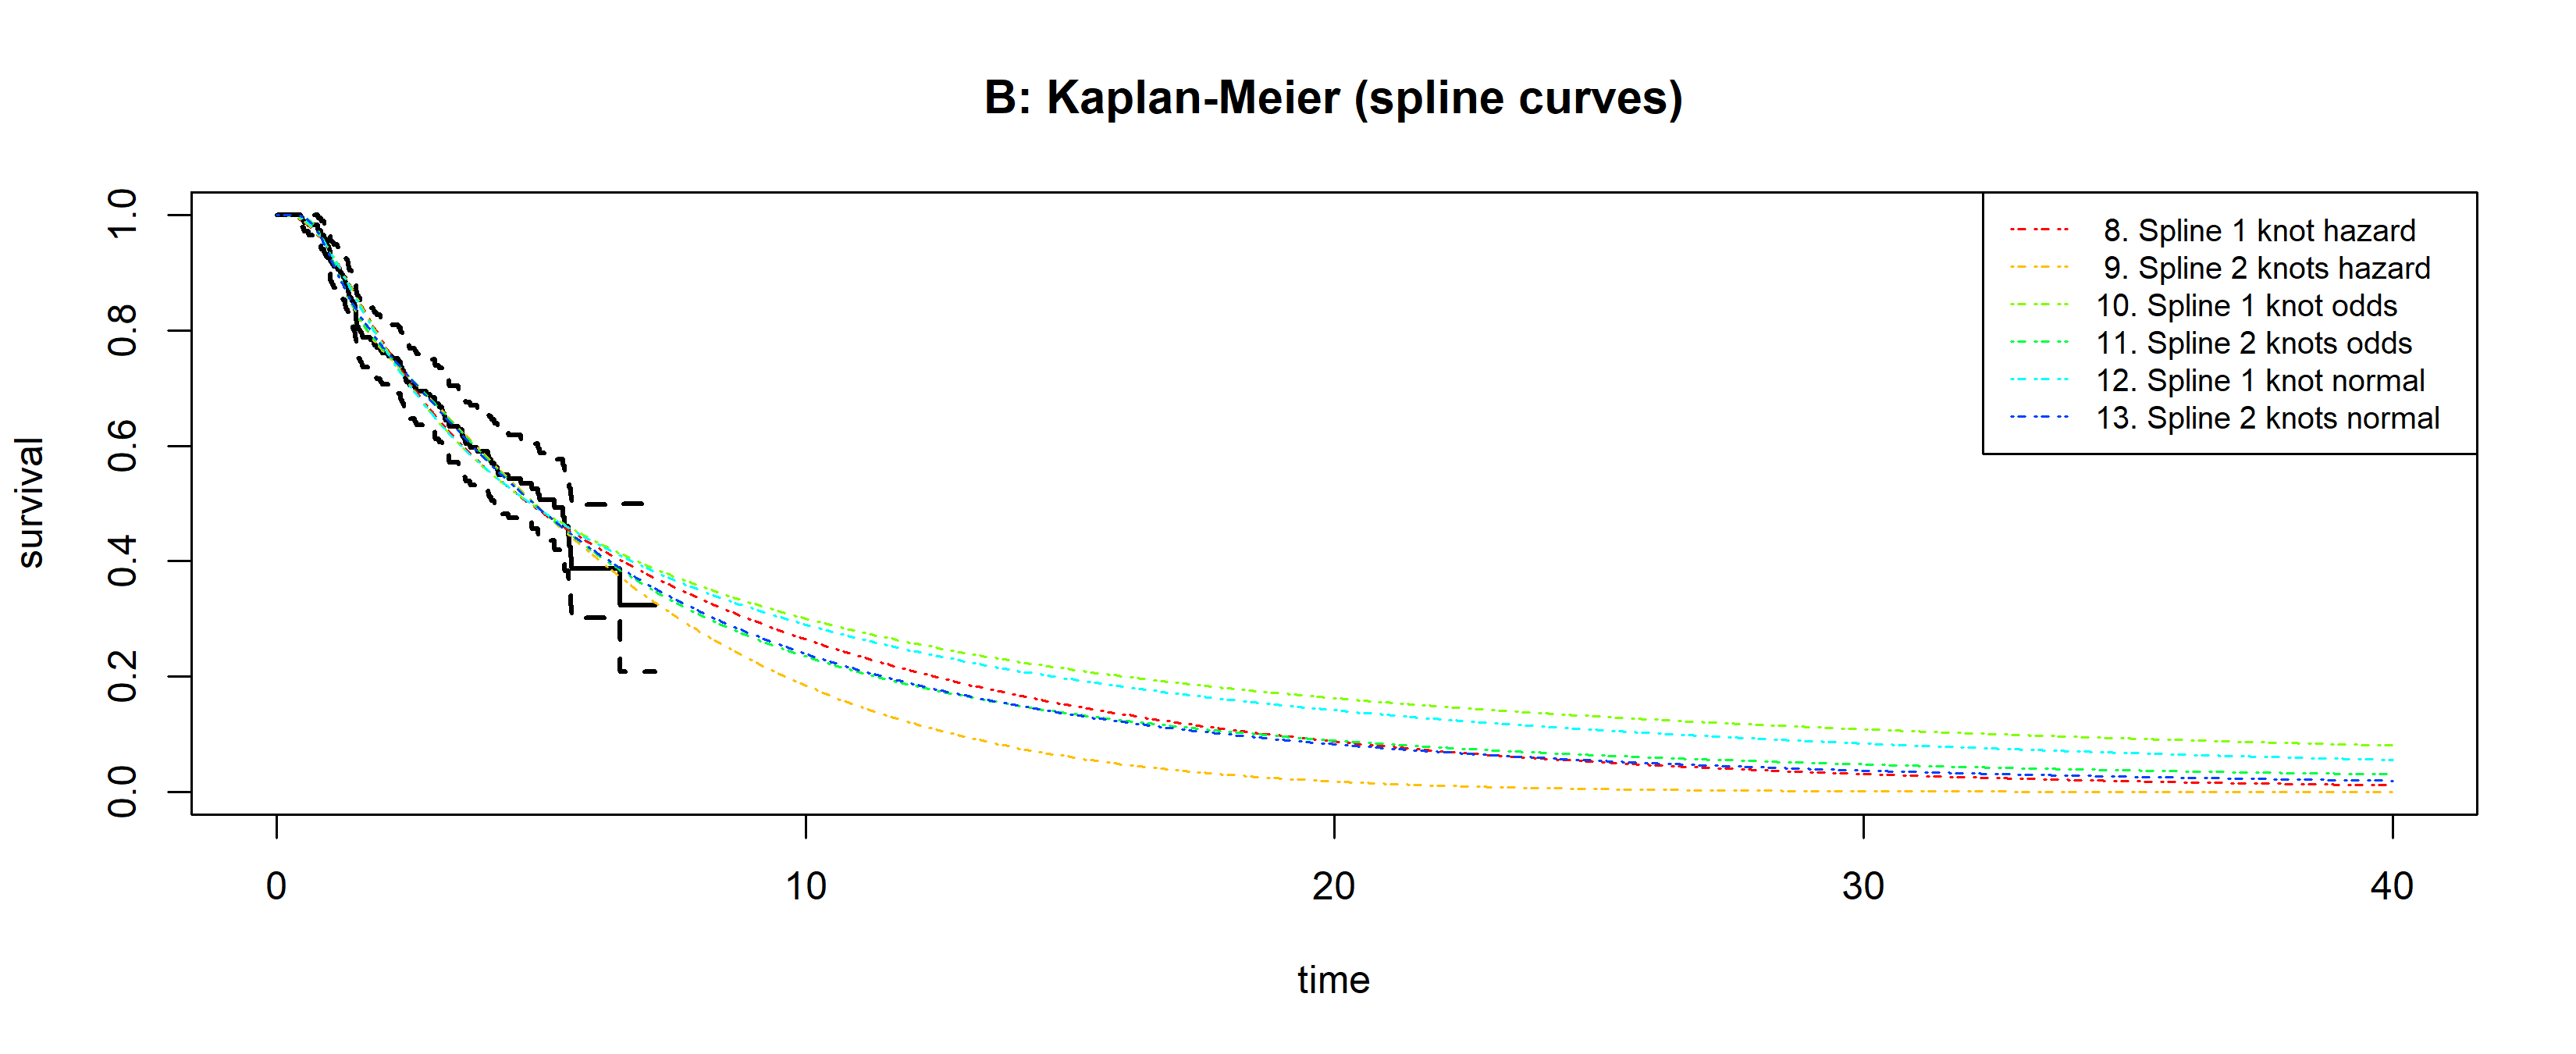 B: Kaplan-Meier (spline curves)
8. Spline 1 knot hazard
9. Spline 2 knots hazard
10. Spline 1 knot odds
11. Spline 2 knots odds
12. Spline 1 knot normal
13. Spline 2 knots normal
survival
1.0
0.8
0.6
0.4
0.2
0.0
0 10 20 30 40
time